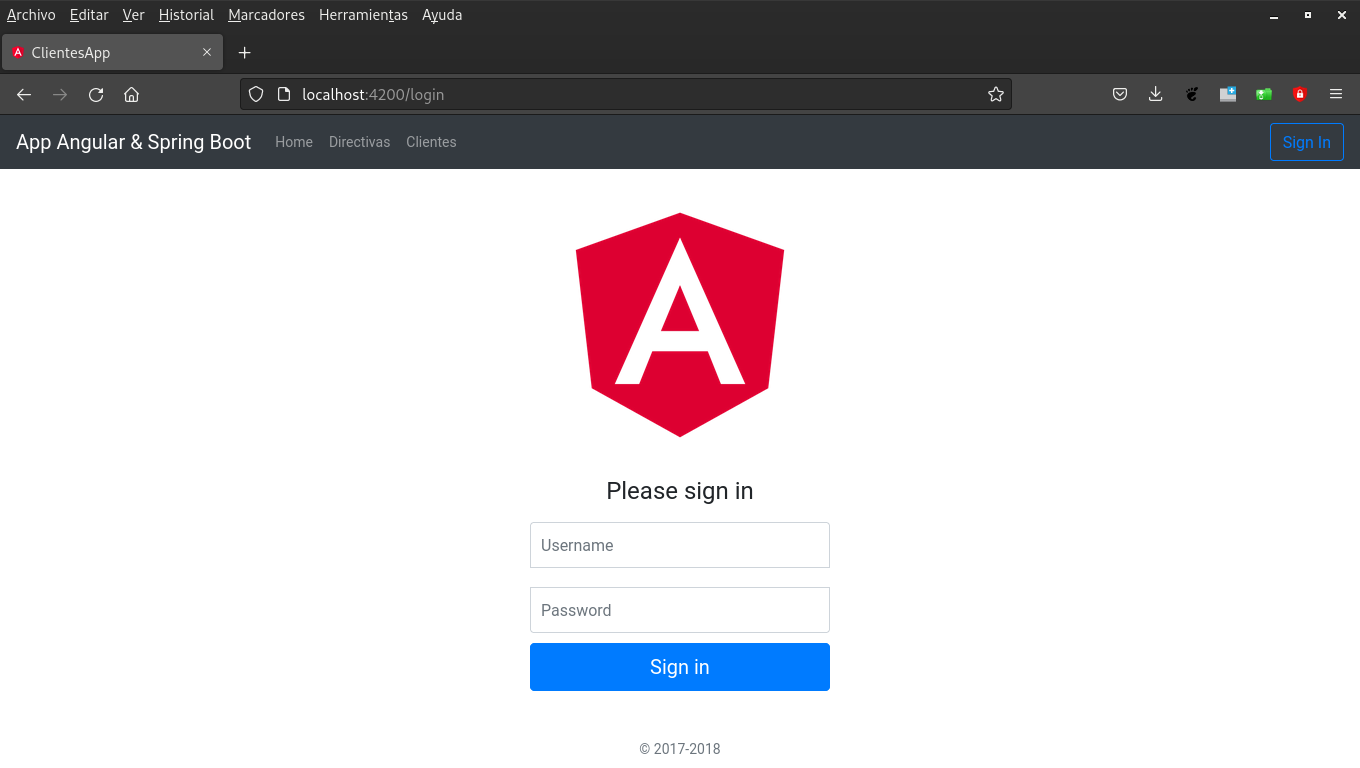 Archivo Editar Ver Historial Marcadores Herramientas Ayuda
A ClientesApp
localhost:4200/login
App Angular & Spring Boot Home Directivas Clientes Sign In
A
Please sign in
Username
Password
Sign in
© 2017-2018